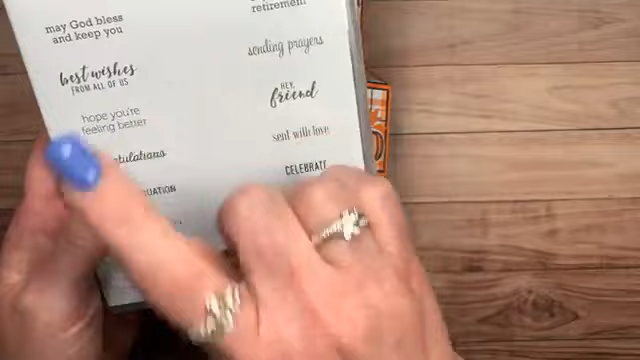 may God bless
and keep you
best wishes
FROM ALL OF US
hope you're
feeling better
retirement
sending prayers
HEY,
friend
sent with love
CELEBRATE